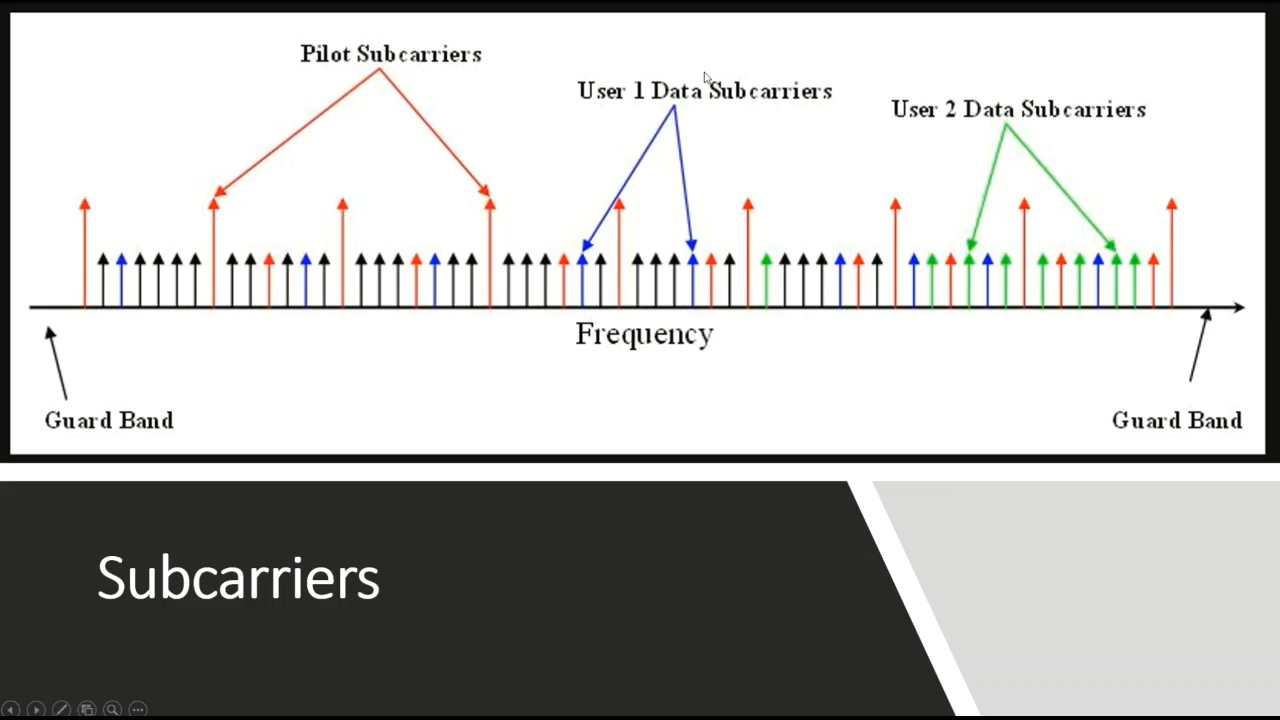 Pilot Subcarriers
User 1 Data Subcarriers
User 2 Data Subcarriers
Frequency
Guard Band
Guard Band
Subcarriers